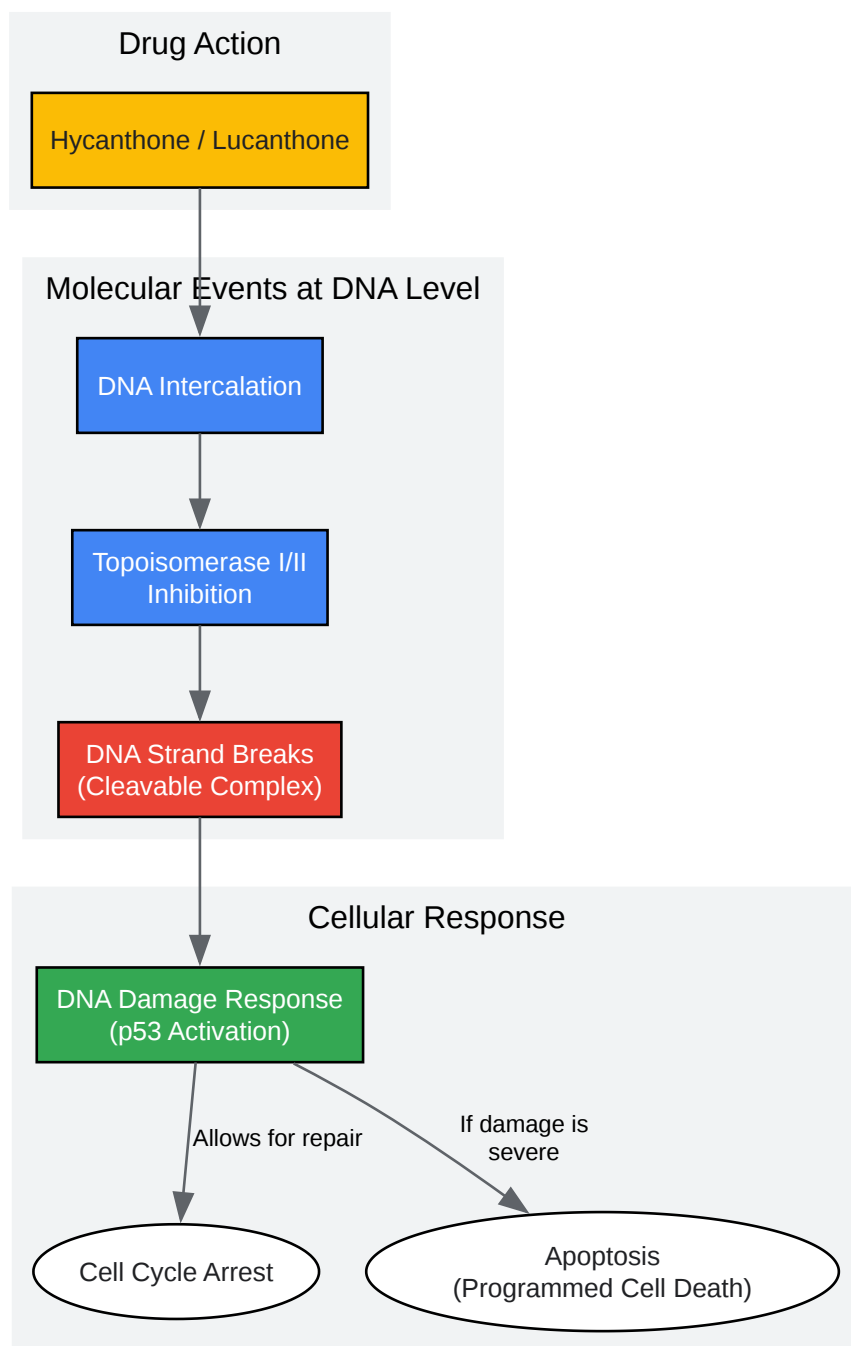 Drug Action
Hycanthone / Lucanthone
Molecular Events at DNA Level
DNA Intercalation
Topoisomerase I/II
Inhibition
DNA Strand Breaks
(Cleavable Complex)
Cellular Response
DNA Damage Response
(p53 Activation)
Allows for repair
If damage is
severe
Cell Cycle Arrest
Apoptosis
(Programmed Cell Death)